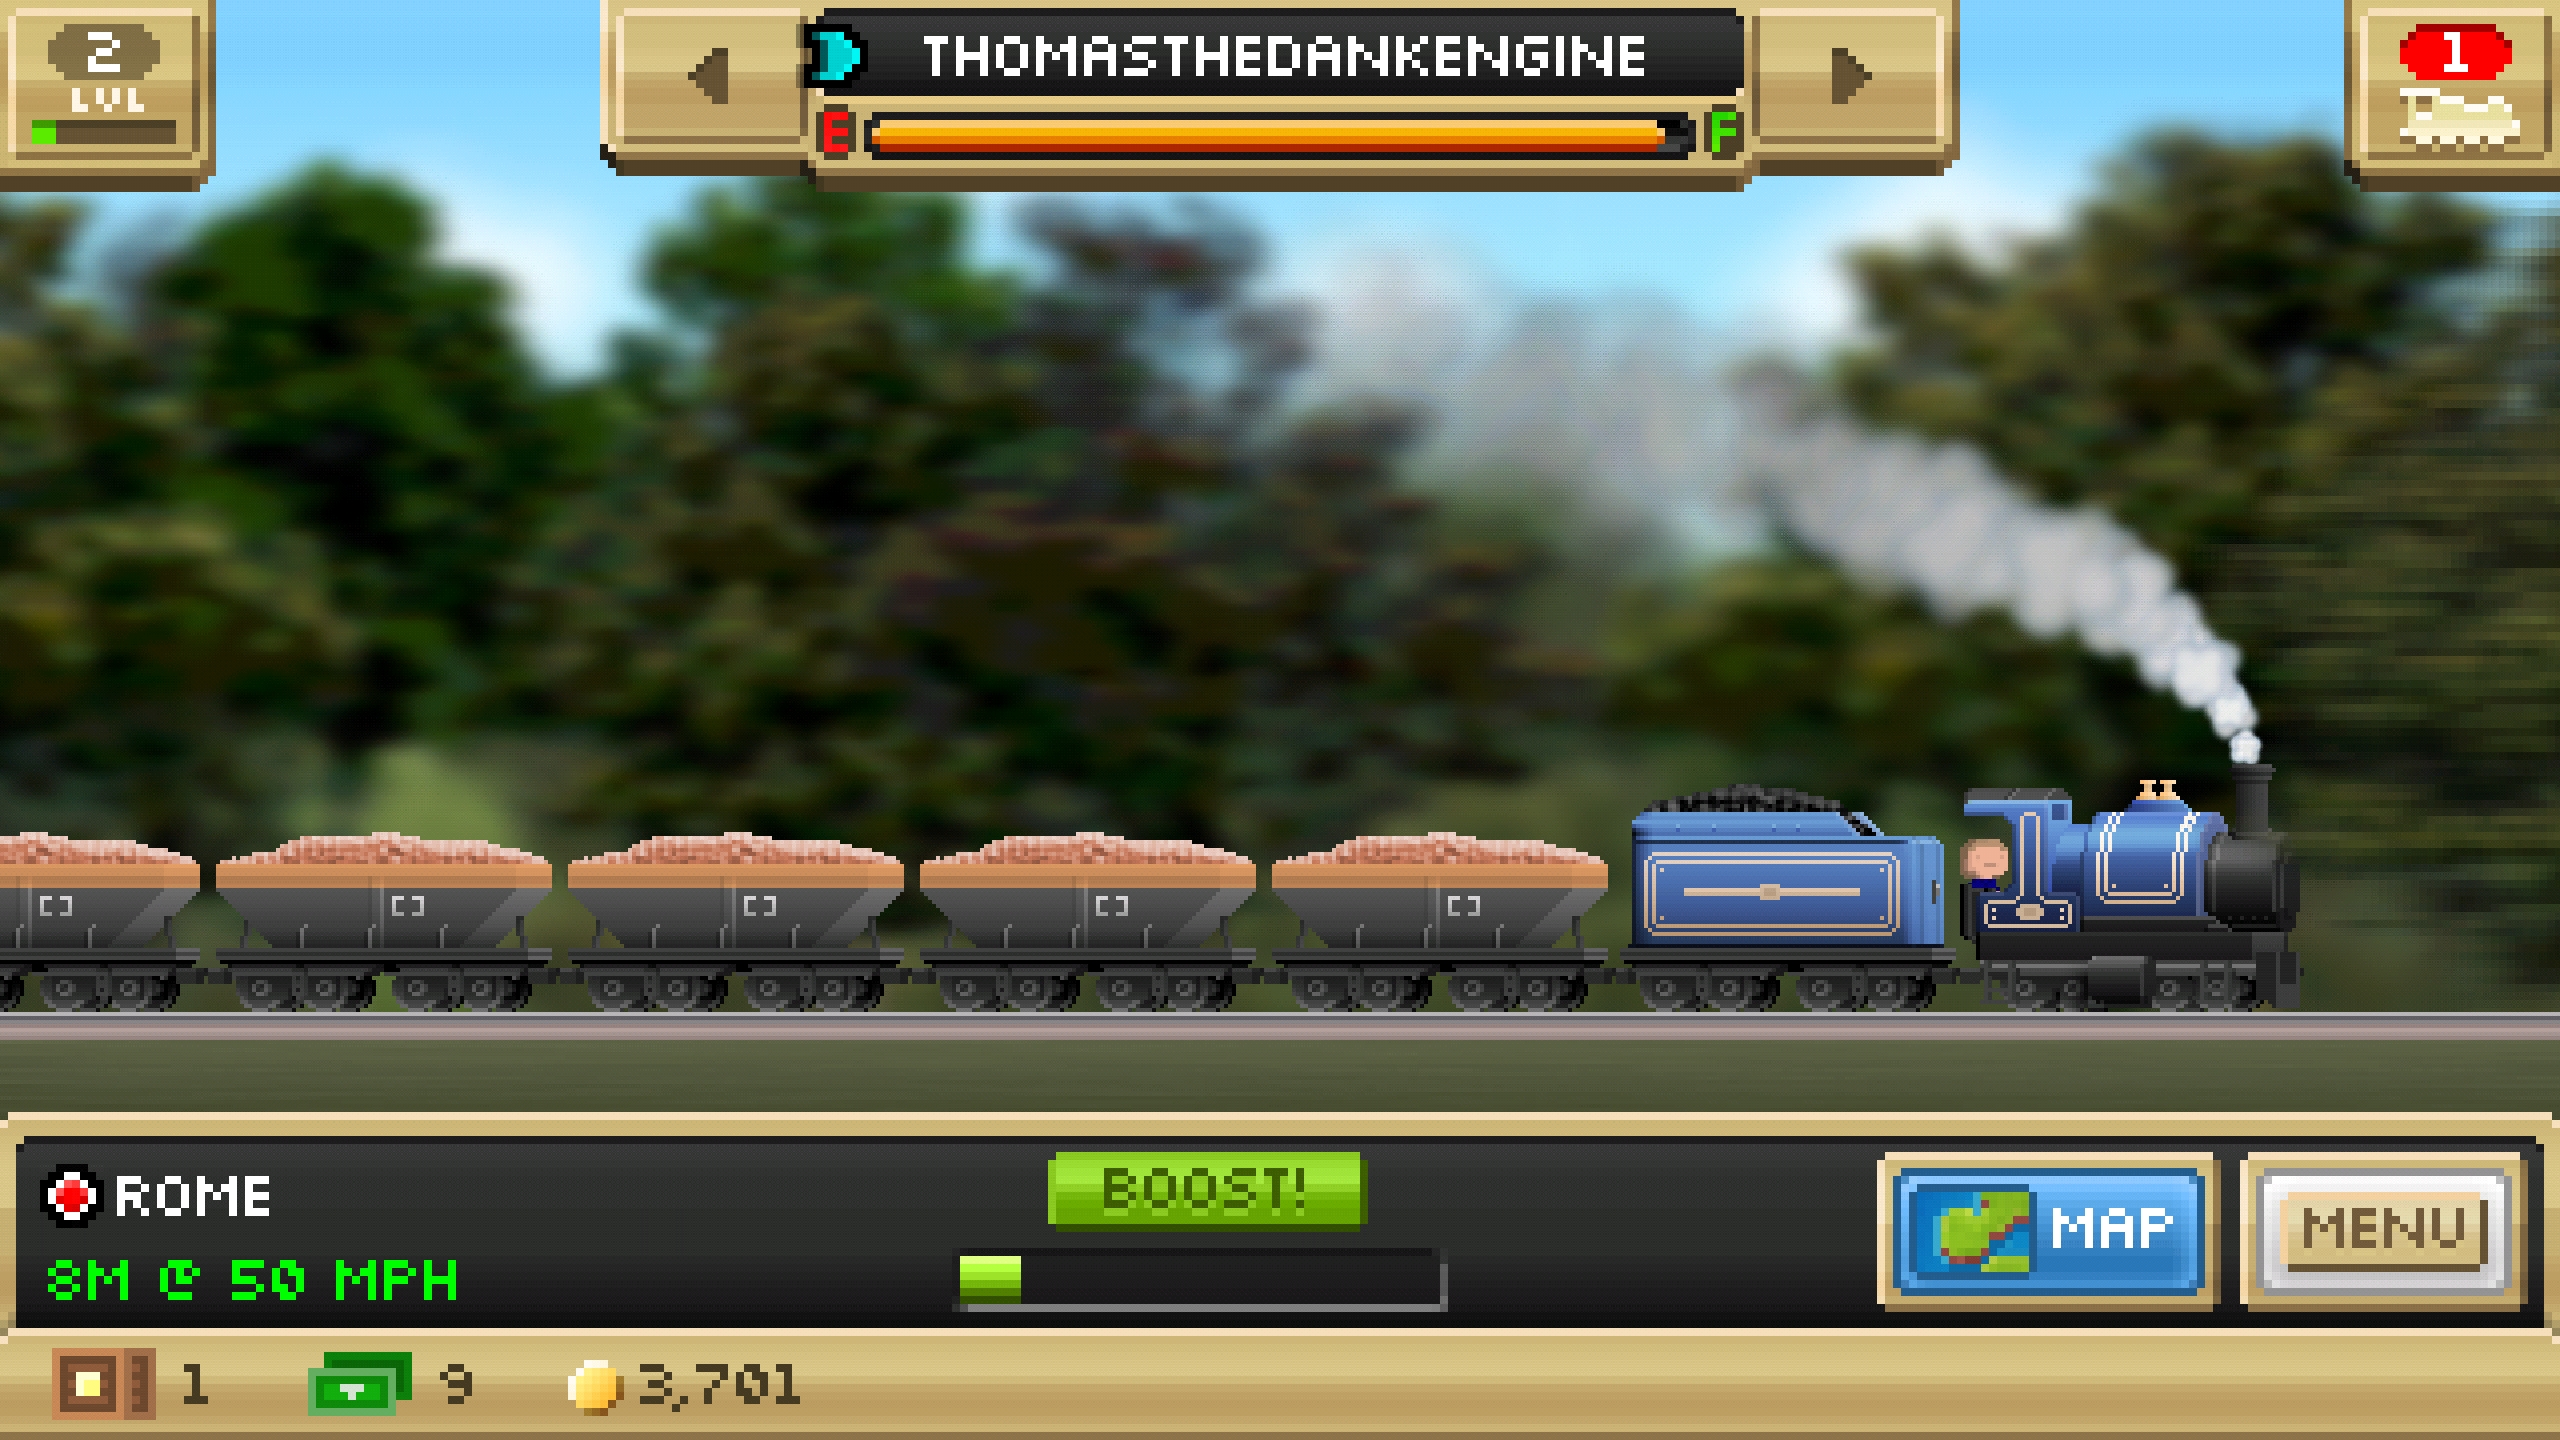 2
LVL
THOMASTHEDANKENGINE
E F
1
[]
[]
[]
[]
[]
ROME
8M @ 50 MPH
BOOST!
MAP
MENU
1
9
3,701